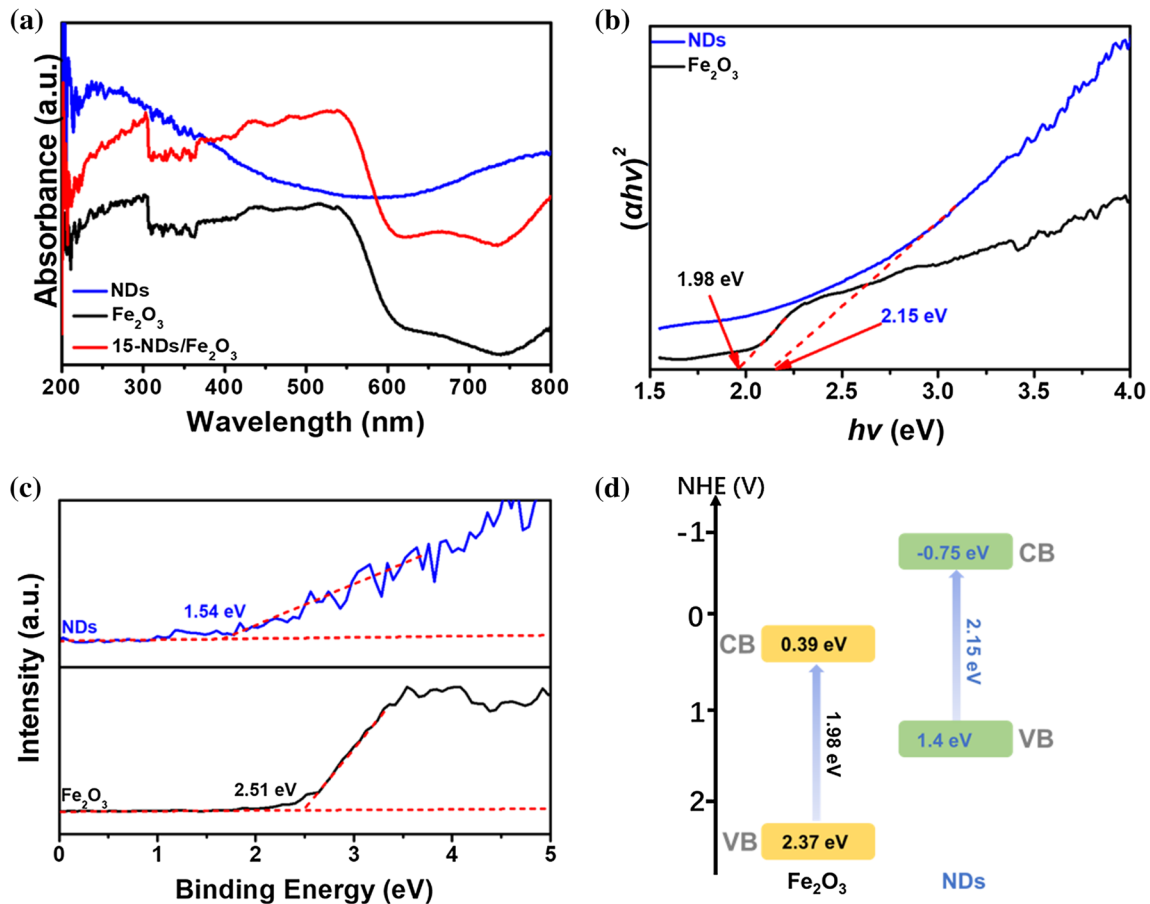 (a)
Absorbance (a.u.)
NDs
Fe₂O₃
15-NDs/Fe₂O₃
200 300 400 500 600 700 800
Wavelength (nm)
(b)
NDs
Fe₂O₃
(αhν)²
1.98 eV
2.15 eV
1.5 2.0 2.5 3.0 3.5 4.0
hν (eV)
(c)
Intensity (a.u.)
1.54 eV
NDs
2.51 eV
Fe₂O₃
0 1 2 3 4 5
Binding Energy (eV)
(d)
NHE (V)
-1
0
1
2
-0.75 eV CB
2.15 eV
1.4 eV VB
CB 0.39 eV
1.98 eV
VB 2.37 eV
Fe₂O₃ NDs